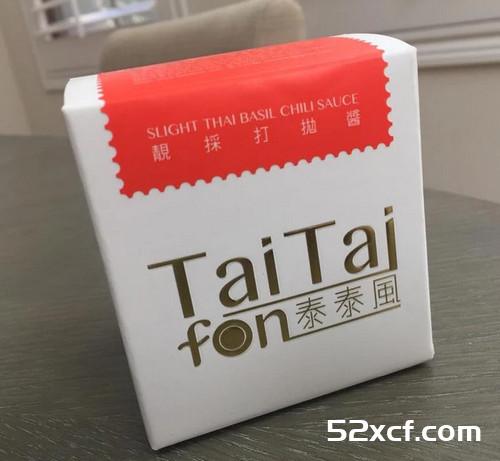 SLIGHT THAI BASIL CHILI SAUCE
靚採打拋醬
TaiTai
fon泰泰風
52xcf.com